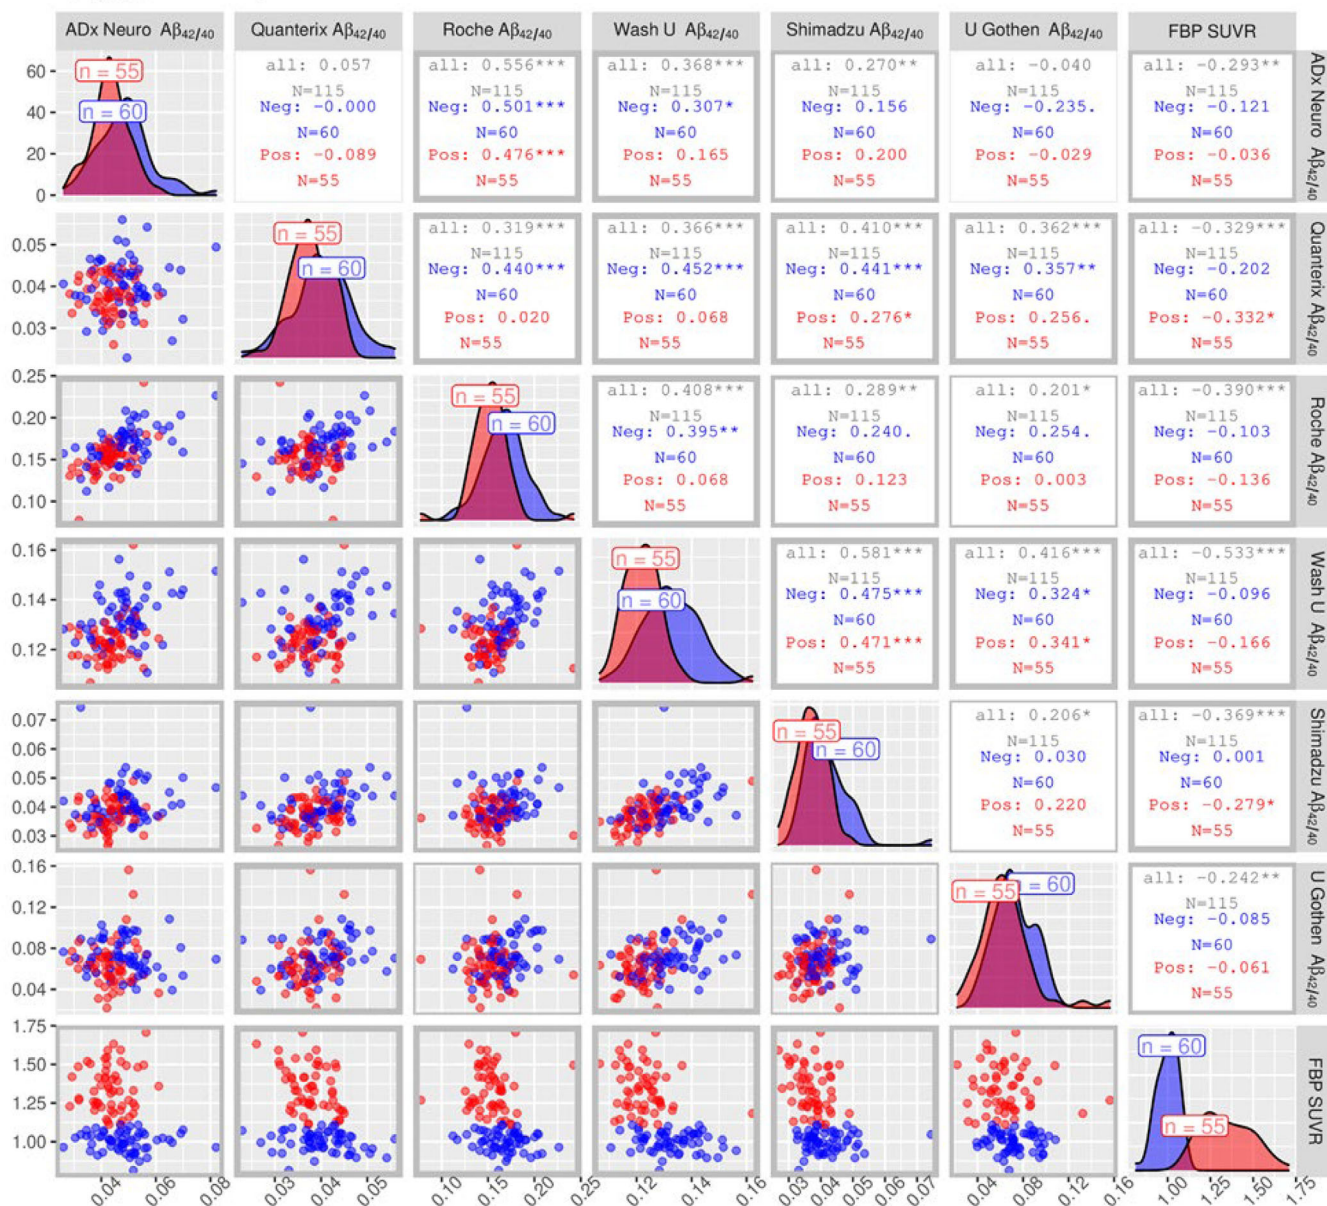 ADx Neuro Aβ42/40 Quanterix Aβ42/40 Roche Aβ42/40 Wash U Aβ42/40 Shimadzu Aβ42/40 U Gothen Aβ42/40 FBP SUVR
60 n = 55 all: 0.057 all: 0.556*** all: 0.368*** all: 0.270** all: -0.040 all: -0.293** ADx Neuro Aβ42/40
N=115 N=115 N=115 N=115 N=115 N=115
40 n = 60 Neg: -0.000 Neg: 0.501*** Neg: 0.307* Neg: 0.156 Neg: -0.235. Neg: -0.121
N=60 N=60 N=60 N=60 N=60 N=60
20 Pos: -0.089 Pos: 0.476*** Pos: 0.165 Pos: 0.200 Pos: -0.029 Pos: -0.036
0 N=55 N=55 N=55 N=55 N=55 N=55
n = 55 all: 0.319*** all: 0.366*** all: 0.410*** all: 0.362*** all: -0.329*** Quanterix Aβ42/40
0.05 N=115 N=115 N=115 N=115 N=115
n = 60 Neg: 0.440*** Neg: 0.452*** Neg: 0.441*** Neg: 0.357** Neg: -0.202
0.04 N=60 N=60 N=60 N=60 N=60
Pos: 0.020 Pos: 0.068 Pos: 0.276* Pos: 0.256. Pos: -0.332*
0.03 N=55 N=55 N=55 N=55 N=55
0.25 n = 55 all: 0.408*** all: 0.289** all: 0.201* all: -0.390*** Roche Aβ42/40
0.20 N=115 N=115 N=115 N=115
n = 60 Neg: 0.395** Neg: 0.240. Neg: 0.254. Neg: -0.103
0.15 N=60 N=60 N=60 N=60
Pos: 0.068 Pos: 0.123 Pos: 0.003 Pos: -0.136
0.10 N=55 N=55 N=55 N=55
0.16 n = 55 all: 0.581*** all: 0.416*** all: -0.533*** Wash U Aβ42/40
N=115 N=115 N=115
0.14 n = 60 Neg: 0.475*** Neg: 0.324* Neg: -0.096
N=60 N=60 N=60
0.12 Pos: 0.471*** Pos: 0.341* Pos: -0.166
N=55 N=55 N=55
0.07 n = 55 all: 0.206* all: -0.369*** Shimadzu Aβ42/40
0.06 n = 60 N=115 N=115
Neg: 0.030 Neg: 0.001
0.05 N=60 N=60
0.04 Pos: 0.220 Pos: -0.279*
0.03 N=55 N=55
0.16 n = 55 n = 60 all: -0.242** U Gothen Aβ42/40
0.12 N=115
Neg: -0.085
0.08 N=60
Pos: -0.061
0.04 N=55
1.75 n = 60 FBP SUVR
1.50
1.25 n = 55
1.00
0.04 0.06 0.08 0.03 0.04 0.05 0.10 0.15 0.20 0.25 0.12 0.14 0.16 0.03 0.04 0.05 0.06 0.07 0.04 0.08 0.12 0.16 1.00 1.25 1.50 1.75